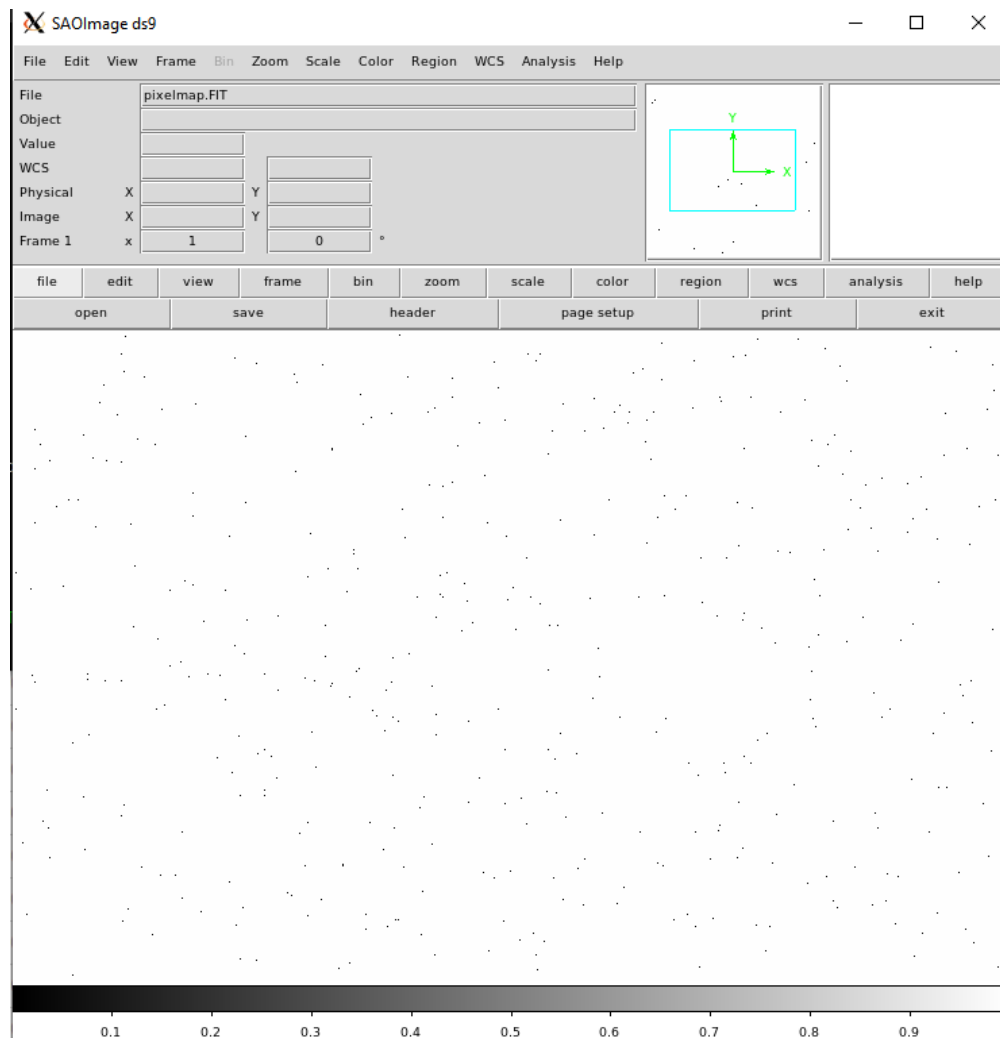 SAOImage ds9
File Edit View Frame Bin Zoom Scale Color Region WCS Analysis Help
File pixelmap.FIT
Object
Value
WCS
Physical X Y
Image X Y
Frame 1 x 1 0 °
Y
X
file edit view frame bin zoom scale color region wcs analysis help
open save header page setup print exit
0.1 0.2 0.3 0.4 0.5 0.6 0.7 0.8 0.9